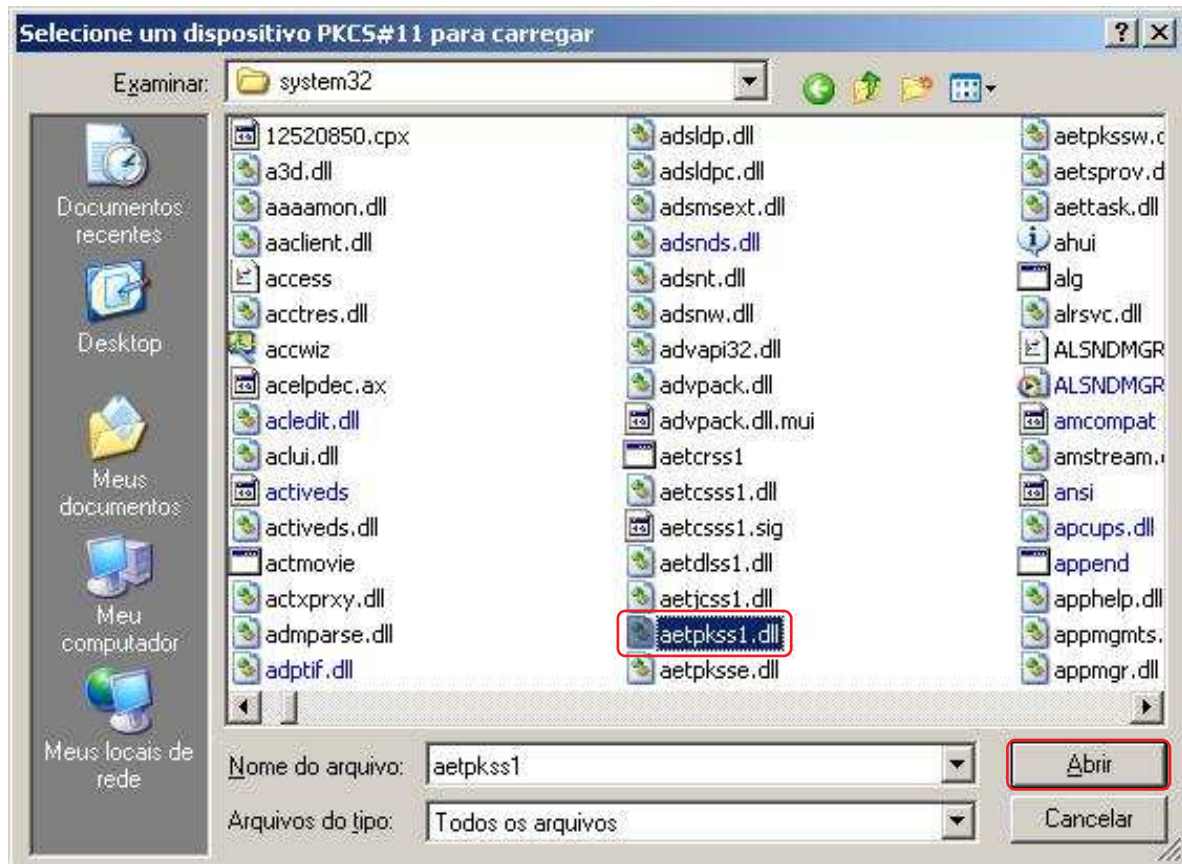 Selecione um dispositivo PKCS#11 para carregar
Examinar:
system32
Documentos
recentes
Desktop
Meus
documentos
Meu
computador
Meus locais de
rede
12520850.cpx
a3d.dll
aaaamon.dll
aaclient.dll
access
acctres.dll
accwiz
acelpdec.ax
acledit.dll
aclui.dll
activeds
activeds.dll
actmovie
actxprxy.dll
admparse.dll
adptif.dll
adsldp.dll
adsldpc.dll
adsmsext.dll
adsnds.dll
adsnt.dll
adsnw.dll
advapi32.dll
advpack.dll
advpack.dll.mui
aetcrss1
aetcsss1.dll
aetcsss1.sig
aetdlss1.dll
aetjcss1.dll
aetpkss1.dll
aetpksse.dll
aetpkssw.d
aetsprov.d
aettask.dll
ahui
alg
alrsvc.dll
ALSNDMGR
ALSNDMGR
amcompat
amstream.
ansi
apcups.dll
append
apphelp.dll
appmgmts.
appmgr.dll
Nome do arquivo:
aetpkss1
Abrir
Arquivos do tipo:
Todos os arquivos
Cancelar